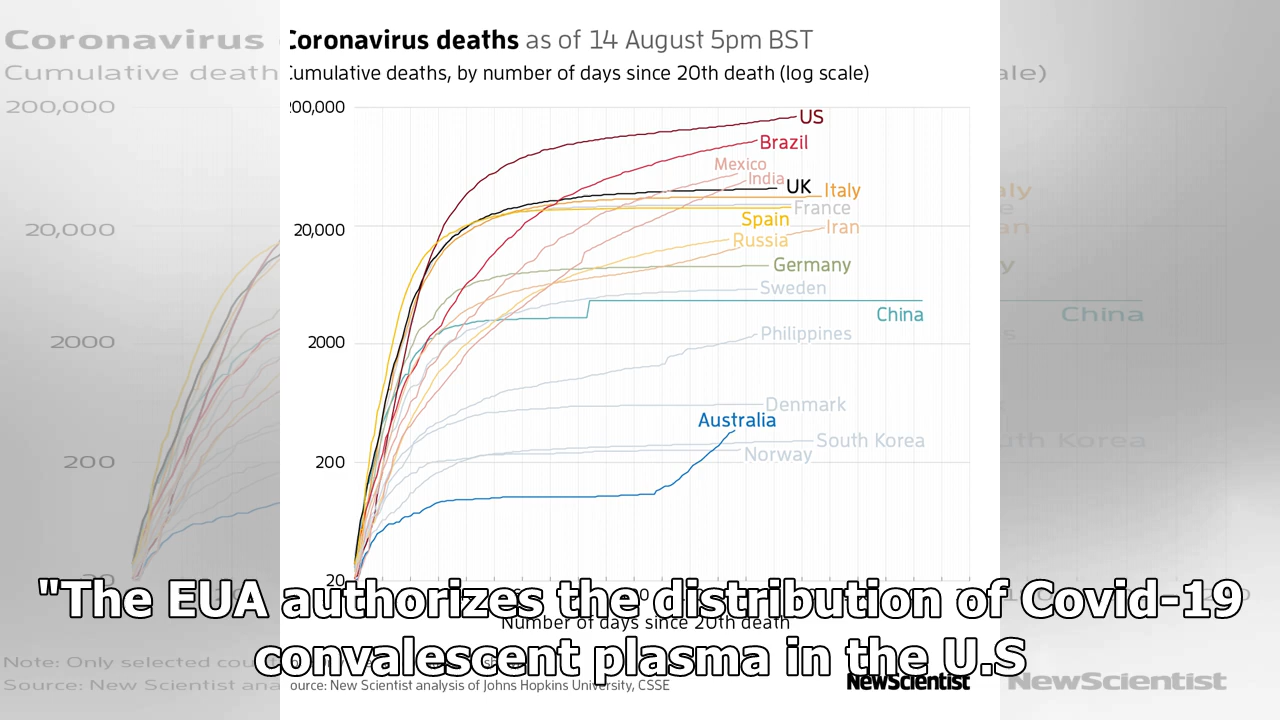 Coronavirus deaths as of 14 August 5pm BST
Cumulative deaths, by number of days since 20th death (log scale)
200,000
20,000
2000
200
20
US
Brazil
Mexico
India
UK
Italy
France
Spain
Iran
Russia
Germany
Sweden
China
Philippines
Denmark
Australia
South Korea
Norway
Number of days since 20th death
"The EUA authorizes the distribution of Covid-19
convalescent plasma in the U.S
Note: Only selected
Source: New Scientist analysis of Johns Hopkins University, CSSE
NewScientist